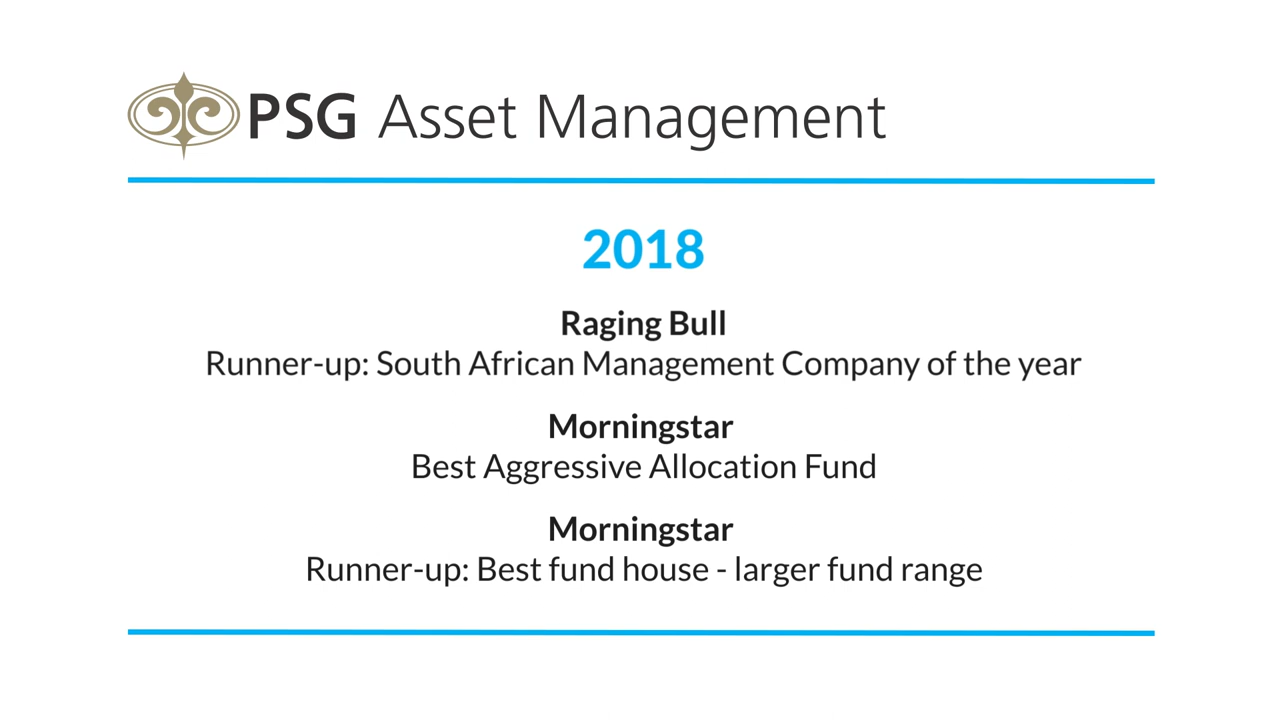 PSG Asset Management
2018
Raging Bull
Runner-up: South African Management Company of the year
Morningstar
Best Aggressive Allocation Fund
Morningstar
Runner-up: Best fund house - larger fund range